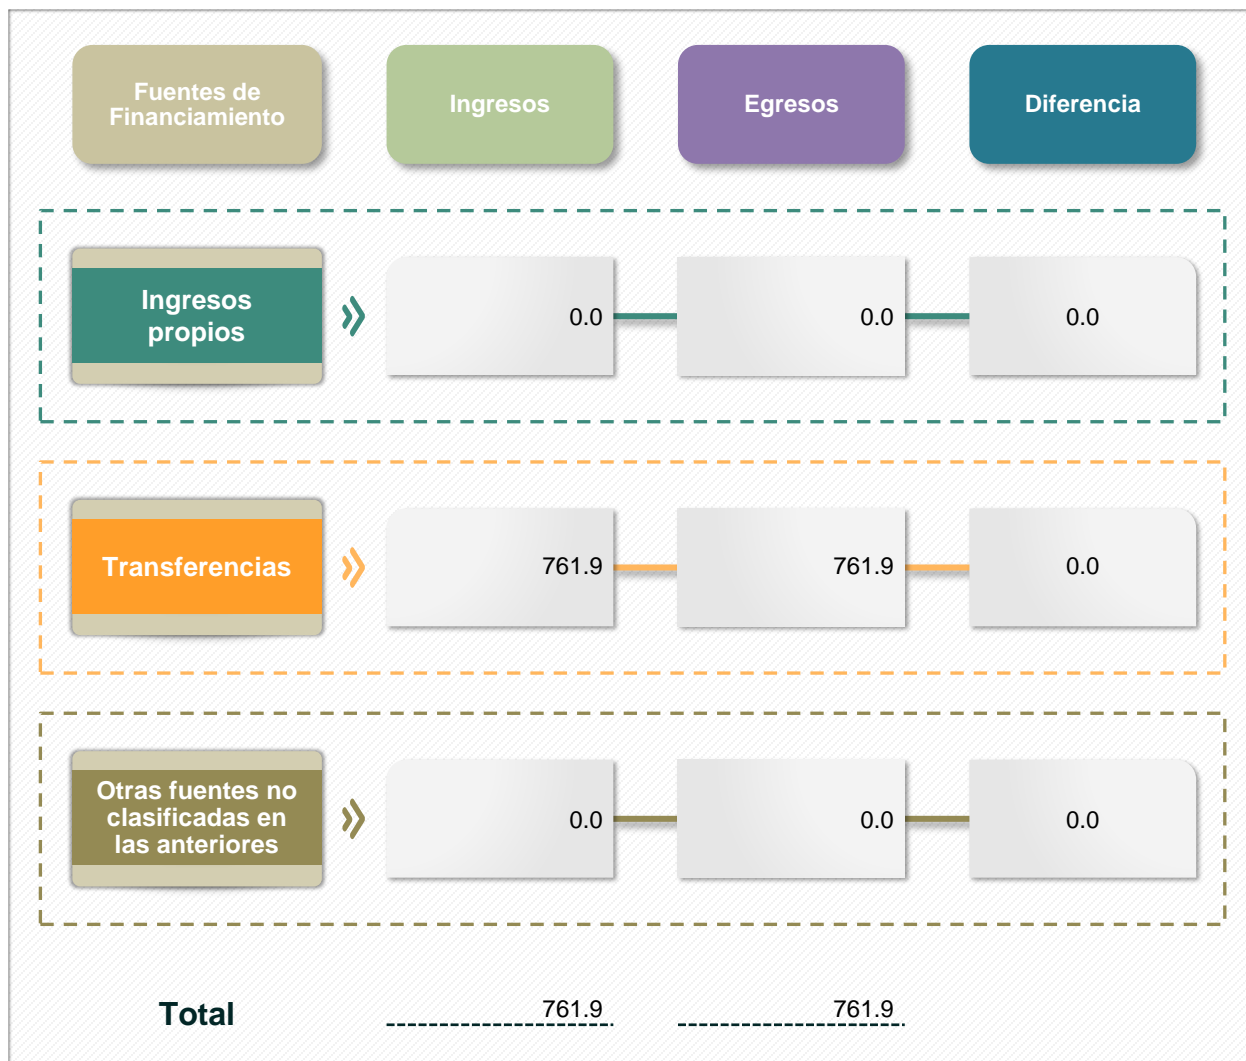 Fuentes de
Financiamiento
Ingresos
Egresos
Diferencia
Ingresos
propios
0.0
0.0
0.0
Transferencias
761.9
761.9
0.0
Otras fuentes no
clasificadas en
las anteriores
0.0
0.0
0.0
Total
761.9
761.9